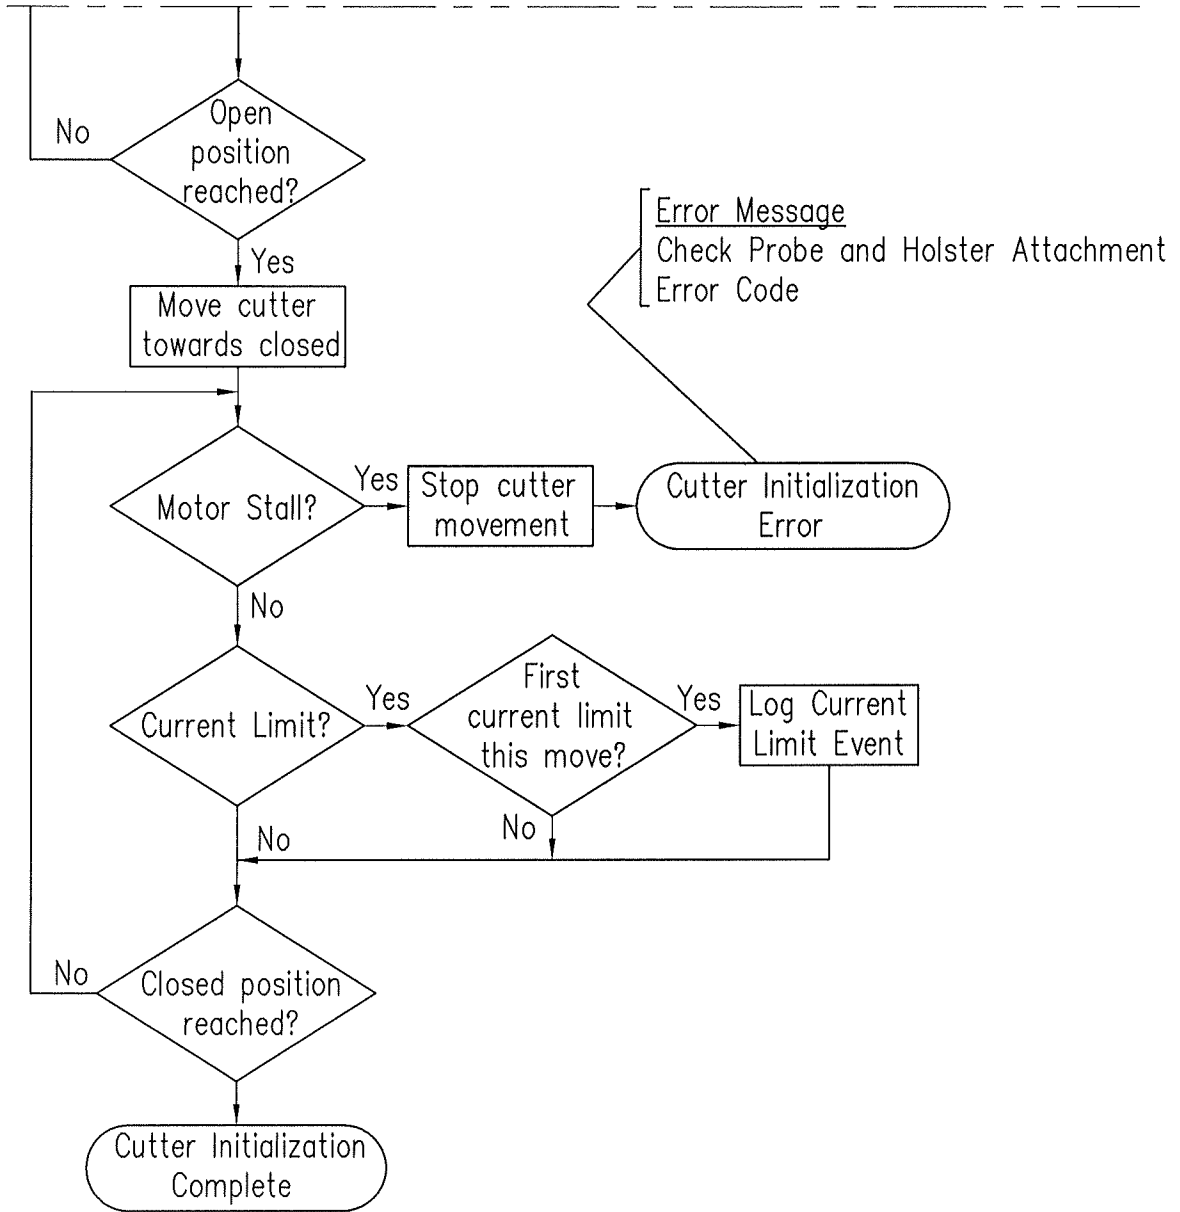 Open
position
reached?
No
Yes
Move cutter
towards closed
Error Message
Check Probe and Holster Attachment
Error Code
Motor Stall?
Yes
Stop cutter
movement
Cutter Initialization
Error
No
Current Limit?
Yes
First
current limit
this move?
Yes
Log Current
Limit Event
No
No
Closed position
reached?
No
Cutter Initialization
Complete